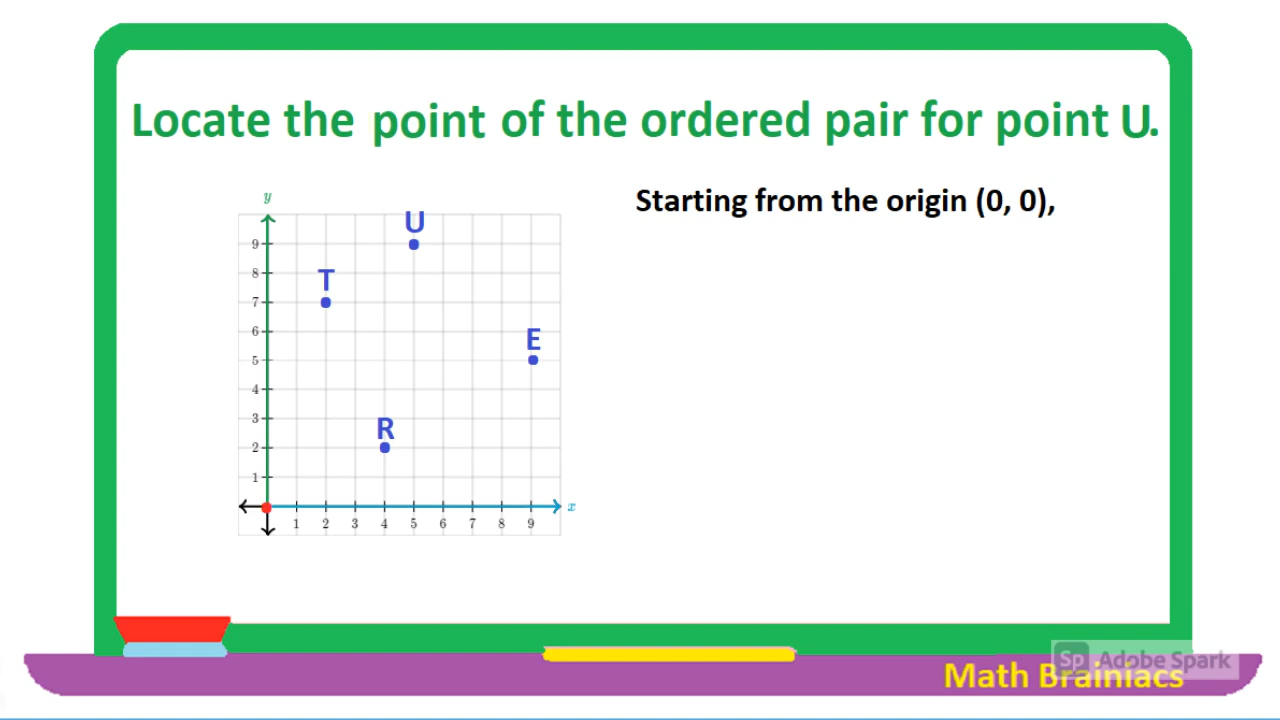 Locate the point of the ordered pair for point U.
Starting from the origin (0, 0),
y
U
9
8
T
7
6
E
5
4
3
R
2
1
x
1 2 3 4 5 6 7 8 9
Sp Adobe Spark
Math Brainiacs